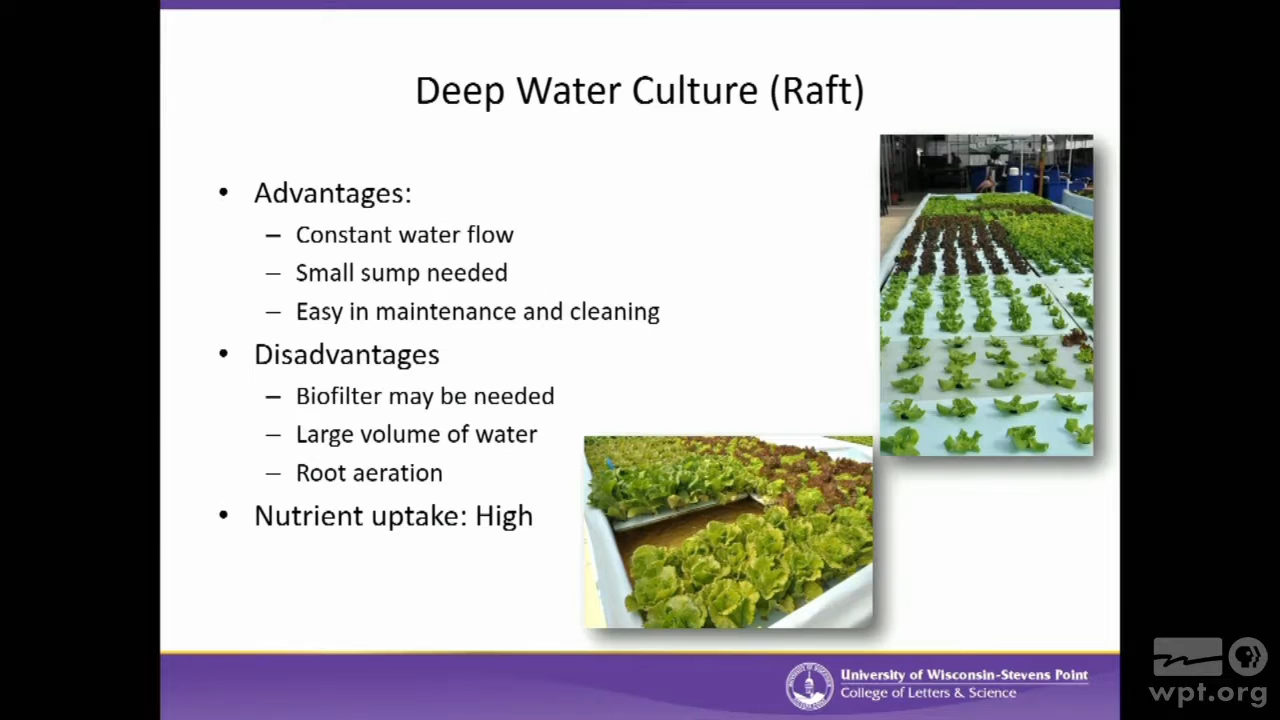 Deep Water Culture (Raft)
• Advantages:
– Constant water flow
– Small sump needed
– Easy in maintenance and cleaning
• Disadvantages
– Biofilter may be needed
– Large volume of water
– Root aeration
• Nutrient uptake: High
University of Wisconsin-Stevens Point
College of Letters & Science
PBS
wpt.org